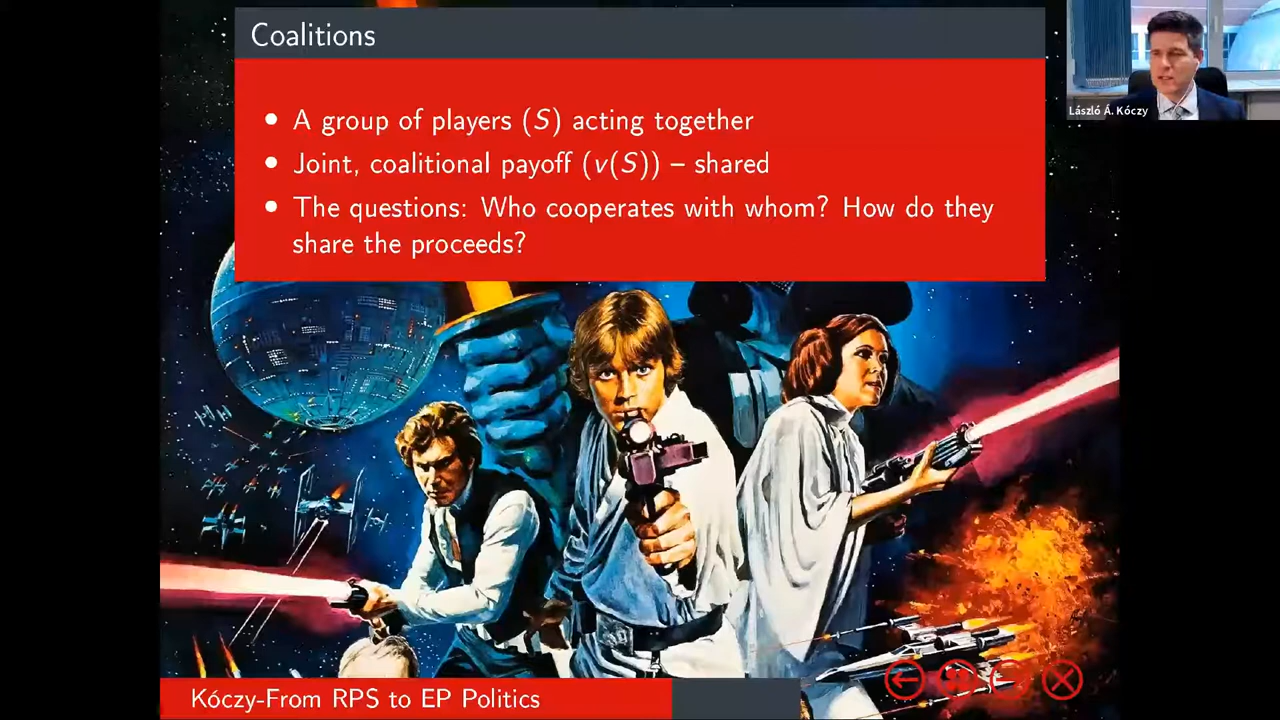 Coalitions
László Á. Kóczy
• A group of players (S) acting together
• Joint, coalitional payoff (v(S)) – shared
• The questions: Who cooperates with whom? How do they
share the proceeds?
Kóczy-From RPS to EP Politics